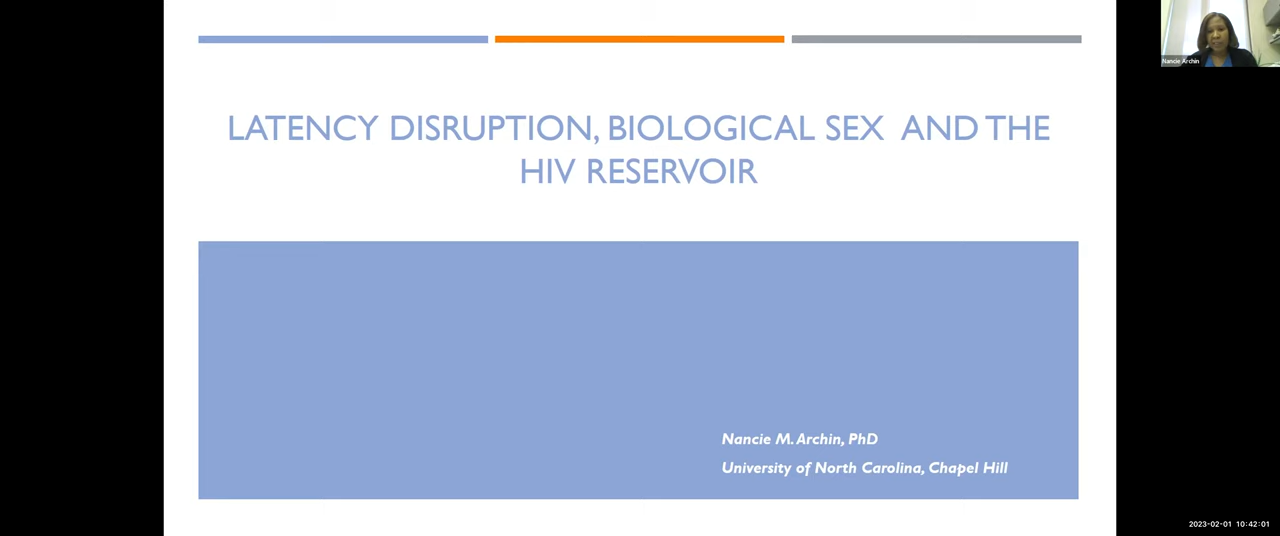 Nancie Archin
LATENCY DISRUPTION, BIOLOGICAL SEX AND THE
HIV RESERVOIR
Nancie M. Archin, PhD
University of North Carolina, Chapel Hill
2023-02-01 10:42:01